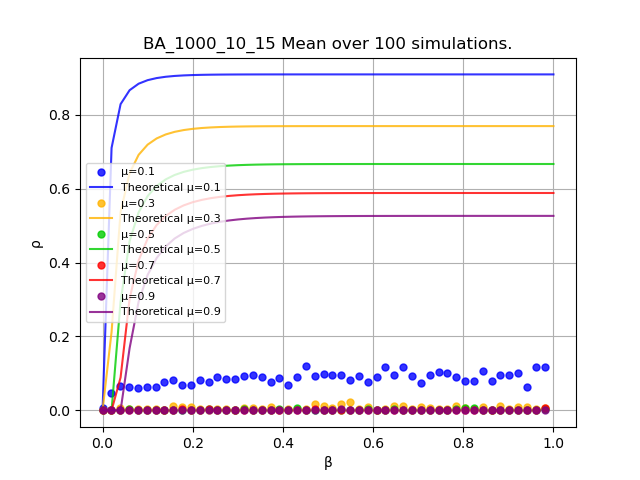 BA_1000_10_15 Mean over 100 simulations.
ρ
0.8
0.6
0.4
0.2
0.0
μ=0.1
Theoretical μ=0.1
μ=0.3
Theoretical μ=0.3
μ=0.5
Theoretical μ=0.5
μ=0.7
Theoretical μ=0.7
μ=0.9
Theoretical μ=0.9
0.0 0.2 0.4 0.6 0.8 1.0
β